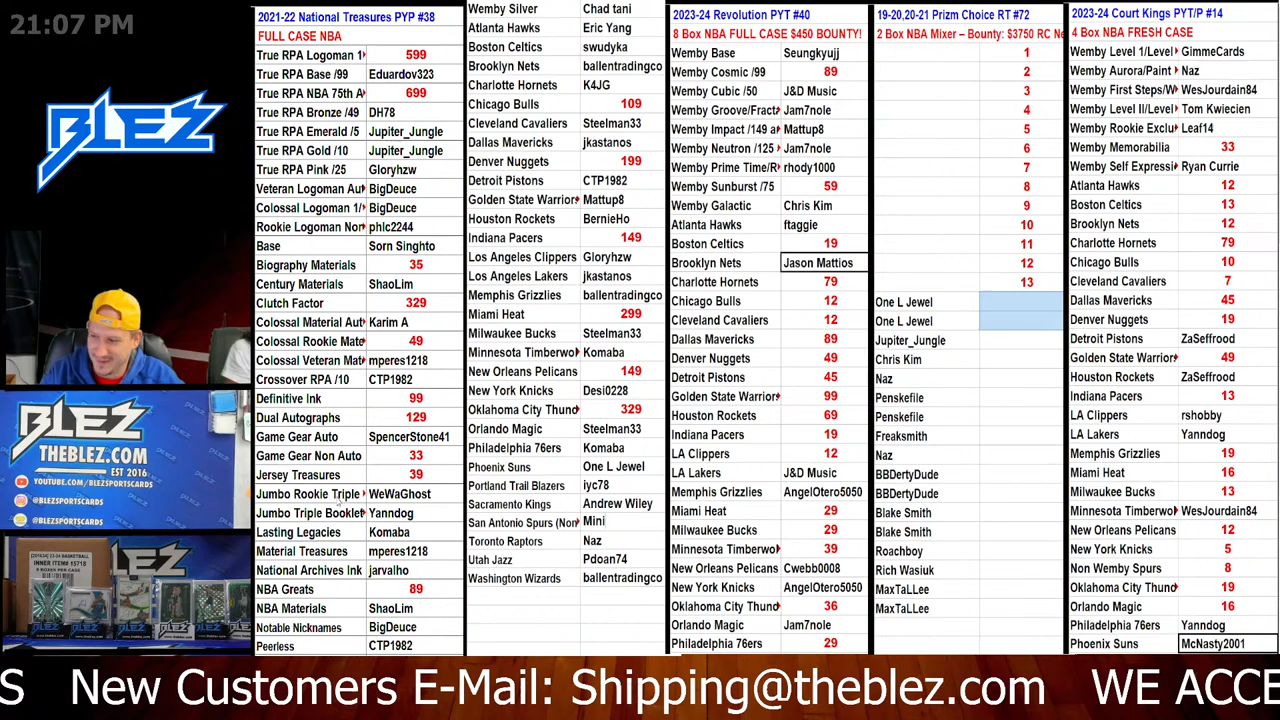 21:07 PM
BLEZ
BLEZ
THEBLEZ.COM
EST 2016
YOUTUBE.COM/BLEZSPORTSCARDS
@BLEZSPORTSCARDS
@BLEZSPORTSCARDS
INNER ITEM# 15718
2021-22 National Treasures PYP #38
FULL CASE NBA
True RPA Logoman 1 599
True RPA Base /99 Eduardov323
True RPA NBA 75th A 699
True RPA Bronze /49 DH78
True RPA Emerald /5 Jupiter_Jungle
True RPA Gold /10 Jupiter_Jungle
True RPA Pink /25 Gloryhzw
Veteran Logoman Au BigDeuce
Colossal Logoman 1/ BigDeuce
Rookie Logoman Non phlc2244
Base Sorn Singhto
Biography Materials 35
Century Materials ShaoLim
Clutch Factor 329
Colossal Material Aut Karim A
Colossal Rookie Mate 49
Colossal Veteran Mat mperes1218
Crossover RPA /10 CTP1982
Definitive Ink 99
Dual Autographs 129
Game Gear Auto SpencerStone41
Game Gear Non Auto 33
Jersey Treasures 39
Jumbo Rookie Triple WeWaGhost
Jumbo Triple Booklet Yanndog
Lasting Legacies Komaba
Material Treasures mperes1218
National Archives Ink jarvalho
NBA Greats 89
NBA Materials ShaoLim
Notable Nicknames BigDeuce
Peerless CTP1982
Wemby Silver Chad tani
Atlanta Hawks Eric Yang
Boston Celtics swudyka
Brooklyn Nets ballentradingco
Charlotte Hornets K4JG
Chicago Bulls 109
Cleveland Cavaliers Steelman33
Dallas Mavericks jkastanos
Denver Nuggets 199
Detroit Pistons CTP1982
Golden State Warrior Mattup8
Houston Rockets BernieHo
Indiana Pacers 149
Los Angeles Clippers Gloryhzw
Los Angeles Lakers jkastanos
Memphis Grizzlies ballentradingco
Miami Heat 299
Milwaukee Bucks Steelman33
Minnesota Timberwo Komaba
New Orleans Pelicans 149
New York Knicks Desi0228
Oklahoma City Thund 329
Orlando Magic Steelman33
Philadelphia 76ers Komaba
Phoenix Suns One L Jewel
Portland Trail Blazers iyc78
Sacramento Kings Andrew Wiley
San Antonio Spurs (Non Mini
Toronto Raptors Naz
Utah Jazz Pdoan74
Washington Wizards ballentradingco
2023-24 Revolution PYT #40
8 Box NBA FULL CASE $450 BOUNTY!
Wemby Base Seungkyujj
Wemby Cosmic /99 89
Wemby Cubic /50 J&D Music
Wemby Groove/Fract Jam7nole
Wemby Impact /149 a Mattup8
Wemby Neutron /125 Jam7nole
Wemby Prime Time/R rhody1000
Wemby Sunburst /75 59
Wemby Galactic Chris Kim
Atlanta Hawks ftaggie
Boston Celtics 19
Brooklyn Nets Jason Mattios
Charlotte Hornets 79
Chicago Bulls 12
Cleveland Cavaliers 12
Dallas Mavericks 89
Denver Nuggets 49
Detroit Pistons 45
Golden State Warrior 99
Houston Rockets 69
Indiana Pacers 19
LA Clippers 12
LA Lakers J&D Music
Memphis Grizzlies AngelOtero5050
Miami Heat 29
Milwaukee Bucks 29
Minnesota Timberwo 39
New Orleans Pelicans Cwebb0008
New York Knicks AngelOtero5050
Oklahoma City Thund 36
Orlando Magic Jam7nole
Philadelphia 76ers 29
19-20,20-21 Prizm Choice RT #72
2 Box NBA Mixer – Bounty: $3750 RC Ne
1
2
3
4
5
6
7
8
9
10
11
12
13
One L Jewel
One L Jewel
Jupiter_Jungle
Chris Kim
Naz
Penskefile
Penskefile
Freaksmith
Naz
BBDertyDude
BBDertyDude
Blake Smith
Blake Smith
Roachboy
Rich Wasiuk
MaxTaLLee
MaxTaLLee
2023-24 Court Kings PYT/P #14
4 Box NBA FRESH CASE
Wemby Level 1/Level GimmeCards
Wemby Aurora/Paint Naz
Wemby First Steps/W WesJourdain84
Wemby Level II/Level Tom Kwiecien
Wemby Rookie Exclu Leaf14
Wemby Memorabilia 33
Wemby Self Expressi Ryan Currie
Atlanta Hawks 12
Boston Celtics 13
Brooklyn Nets 12
Charlotte Hornets 79
Chicago Bulls 10
Cleveland Cavaliers 7
Dallas Mavericks 45
Denver Nuggets 19
Detroit Pistons ZaSeffrood
Golden State Warrior 49
Houston Rockets ZaSeffrood
Indiana Pacers 13
LA Clippers rshobby
LA Lakers Yanndog
Memphis Grizzlies 19
Miami Heat 16
Milwaukee Bucks 13
Minnesota Timberwo WesJourdain84
New Orleans Pelicans 12
New York Knicks 5
Non Wemby Spurs 8
Oklahoma City Thund 19
Orlando Magic 16
Philadelphia 76ers Yanndog
Phoenix Suns McNasty2001
S New Customers E-Mail: Shipping@theblez.com WE ACCE